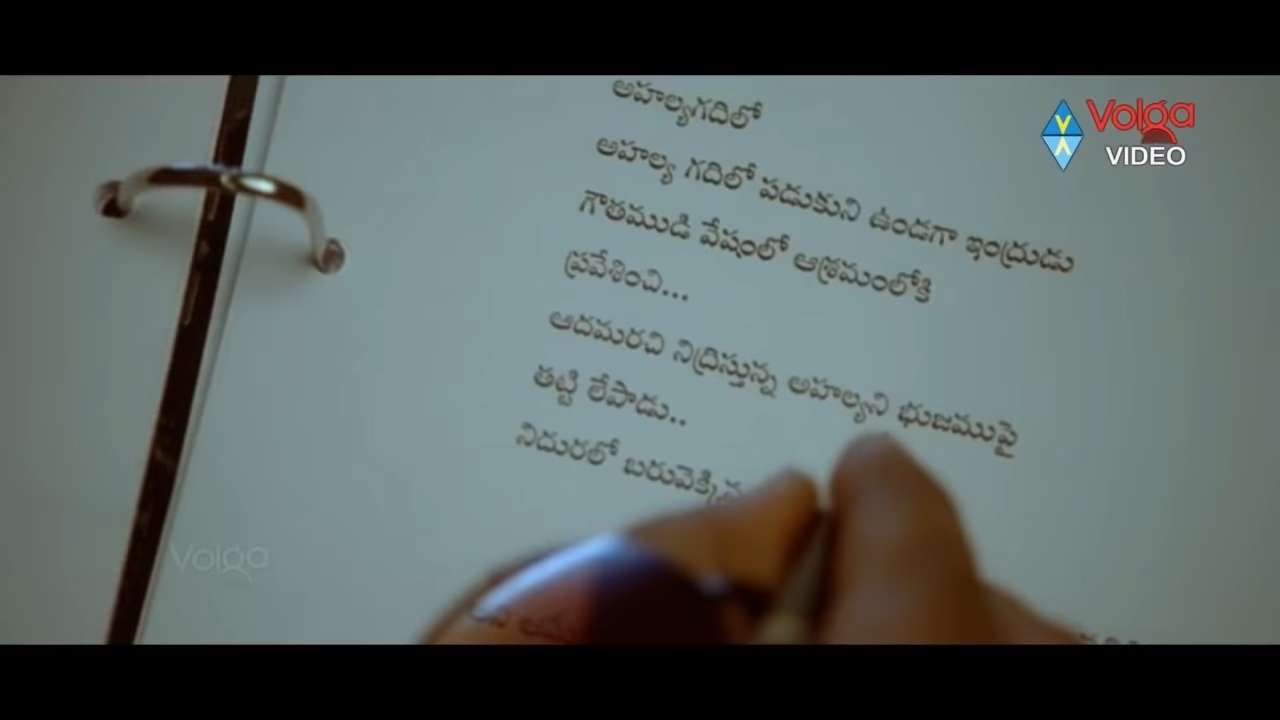 అహల్యగదిలో
అహల్య గదిలో పడుకుని ఉండగా ఇంద్రుడు
గౌతముడి వేషంలో ఆశ్రమంలోకి
ప్రవేశించి...
ఆదమరచి నిద్రిస్తున్న అహల్యని భుజముపై
తట్టి లేపాడు..
నిదురలో
Volga
VIDEO
Volga